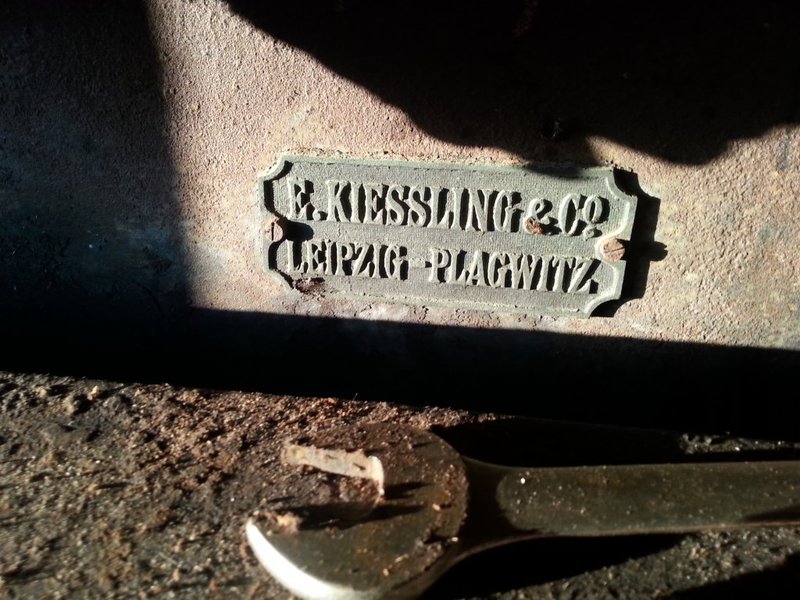 E. KIESSLING & Cº.
LEIPZIG-PLAGWITZ.